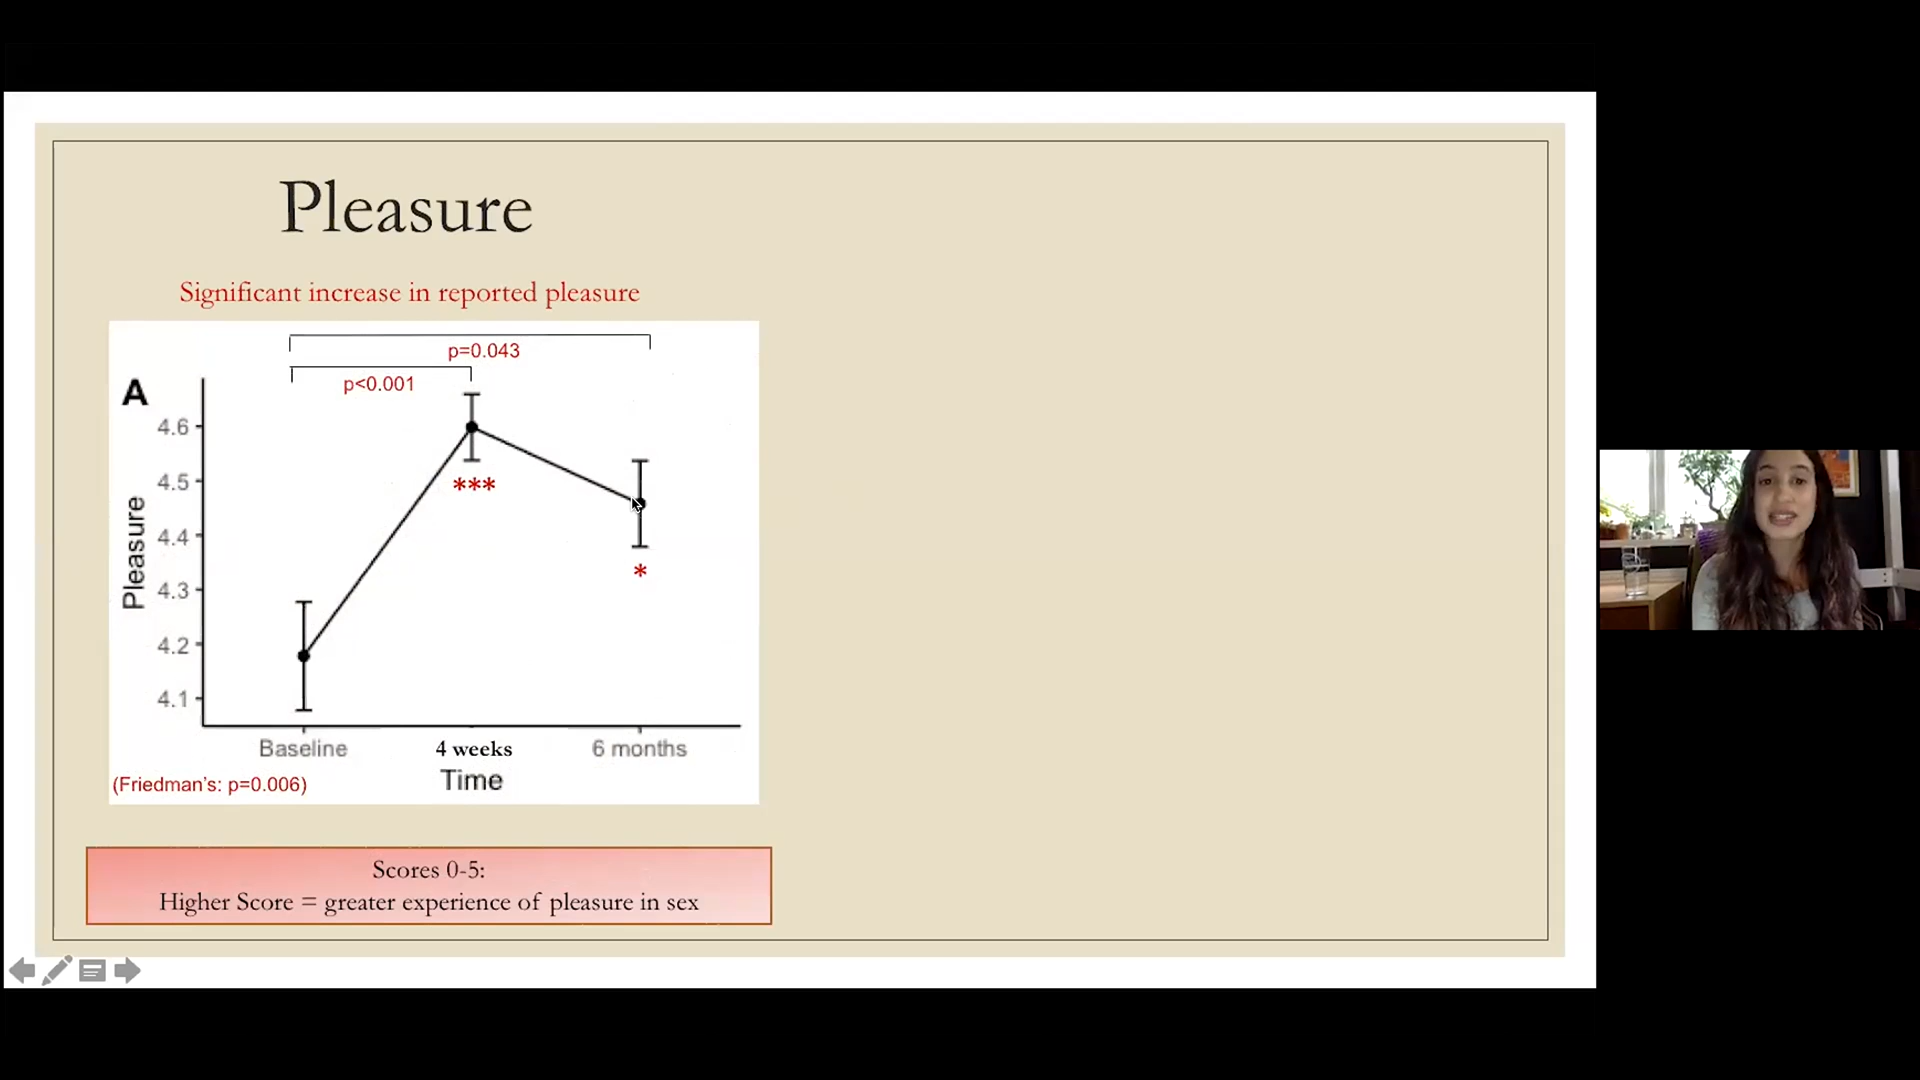 Pleasure
Significant increase in reported pleasure
p=0.043
p<0.001
A
4.6
4.5
4.4
4.3
4.2
4.1
Pleasure
***
*
Baseline
4 weeks
6 months
Time
(Friedman's: p=0.006)
Scores 0-5:
Higher Score = greater experience of pleasure in sex